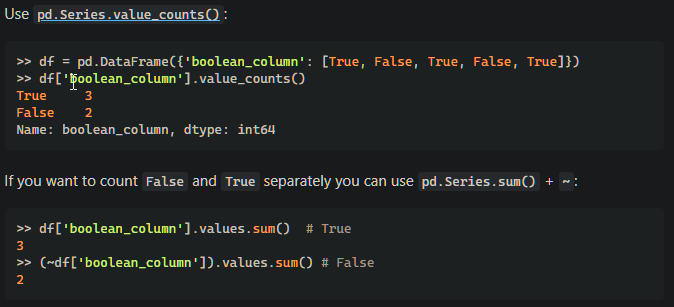 Use pd.Series.value_counts():
>> df = pd.DataFrame({'boolean_column': [True, False, True, False, True]})
>> df['boolean_column'].value_counts()
True     3
False    2
Name: boolean_column, dtype: int64
If you want to count False and True separately you can use pd.Series.sum() + ~:
>> df['boolean_column'].values.sum()  # True
3
>> (~df['boolean_column']).values.sum() # False
2